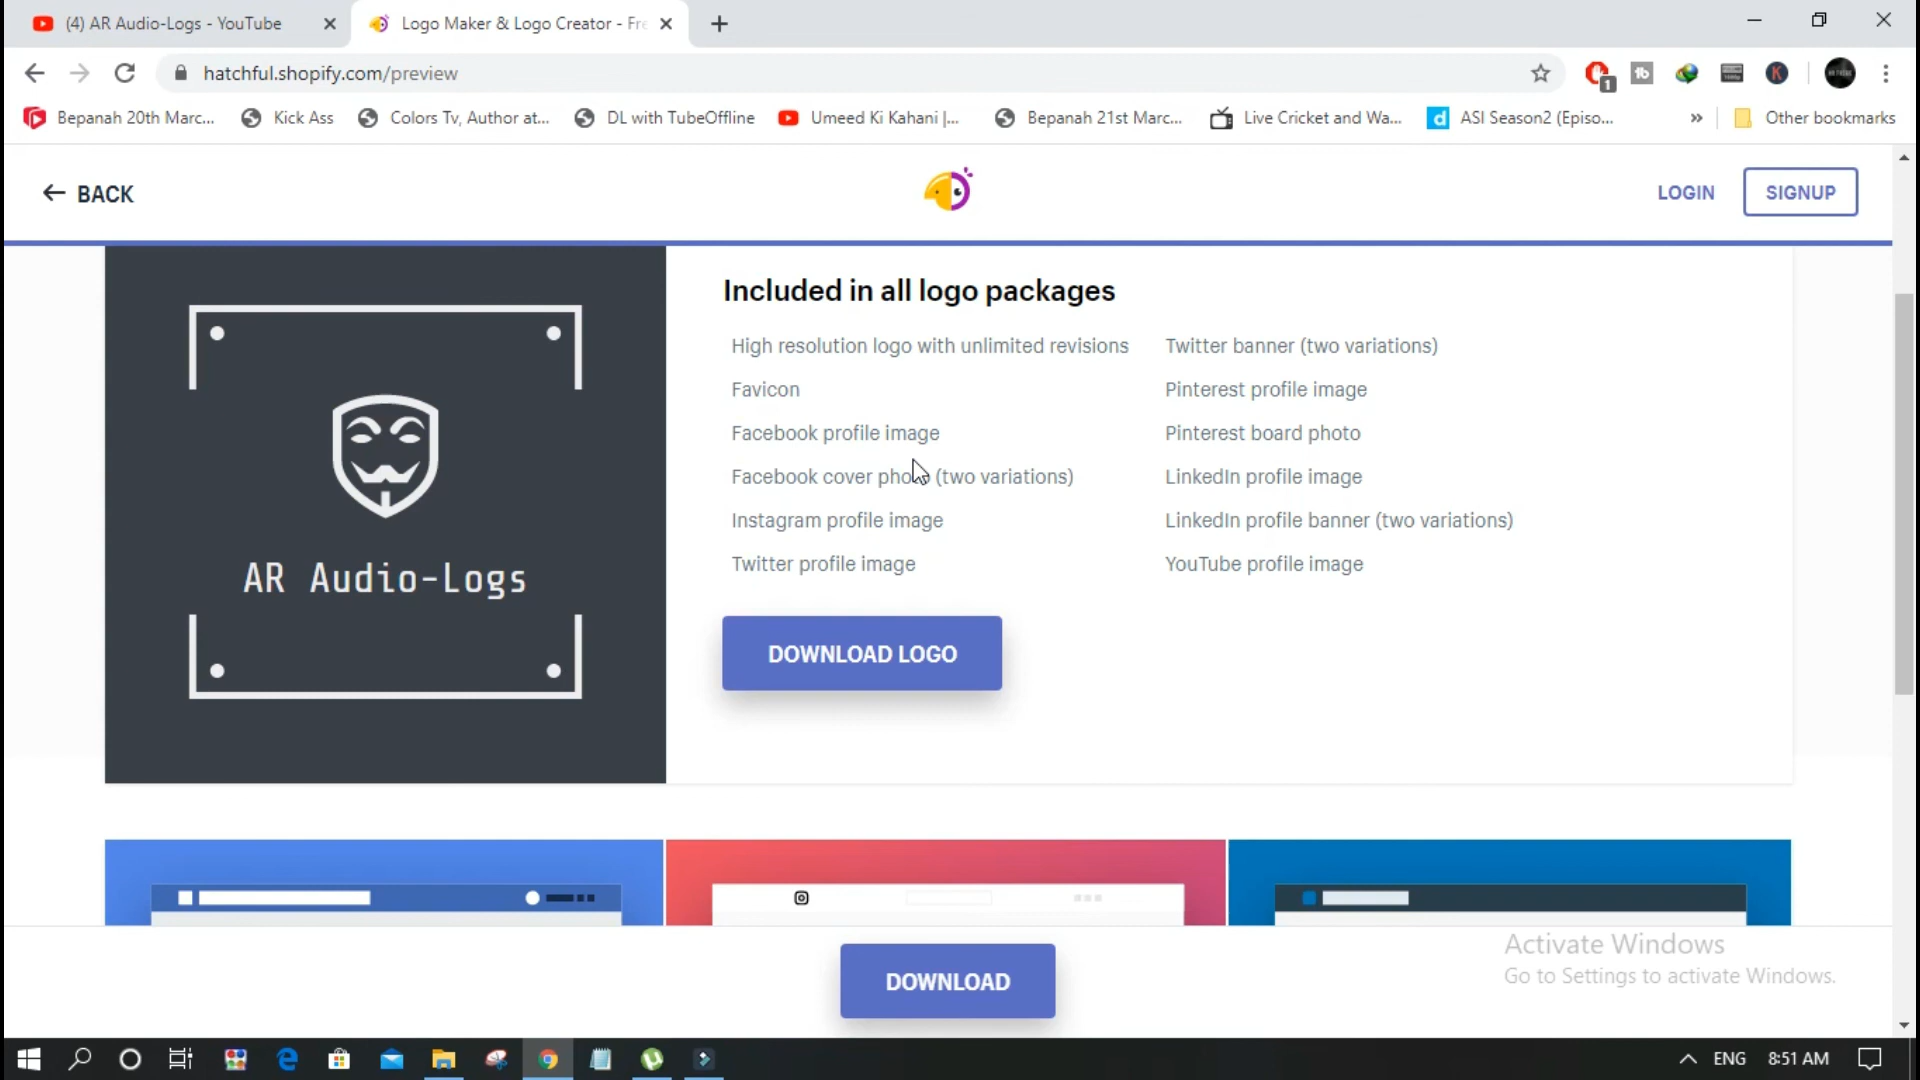 (4) AR Audio-Logs - YouTube
Logo Maker & Logo Creator - Fre
hatchful.shopify.com/preview
1
Bepanah 20th Marc...
Kick Ass
Colors Tv, Author at...
DL with TubeOffline
Umeed Ki Kahani |...
Bepanah 21st Marc...
Live Cricket and Wa...
ASI Season2 (Episo...
»
Other bookmarks
BACK
LOGIN
SIGNUP
Included in all logo packages
High resolution logo with unlimited revisions
Favicon
Facebook profile image
Facebook cover photo (two variations)
Instagram profile image
Twitter profile image
Twitter banner (two variations)
Pinterest profile image
Pinterest board photo
LinkedIn profile image
LinkedIn profile banner (two variations)
YouTube profile image
AR Audio-Logs
DOWNLOAD LOGO
DOWNLOAD
Activate Windows
Go to Settings to activate Windows.
ENG
8:51 AM